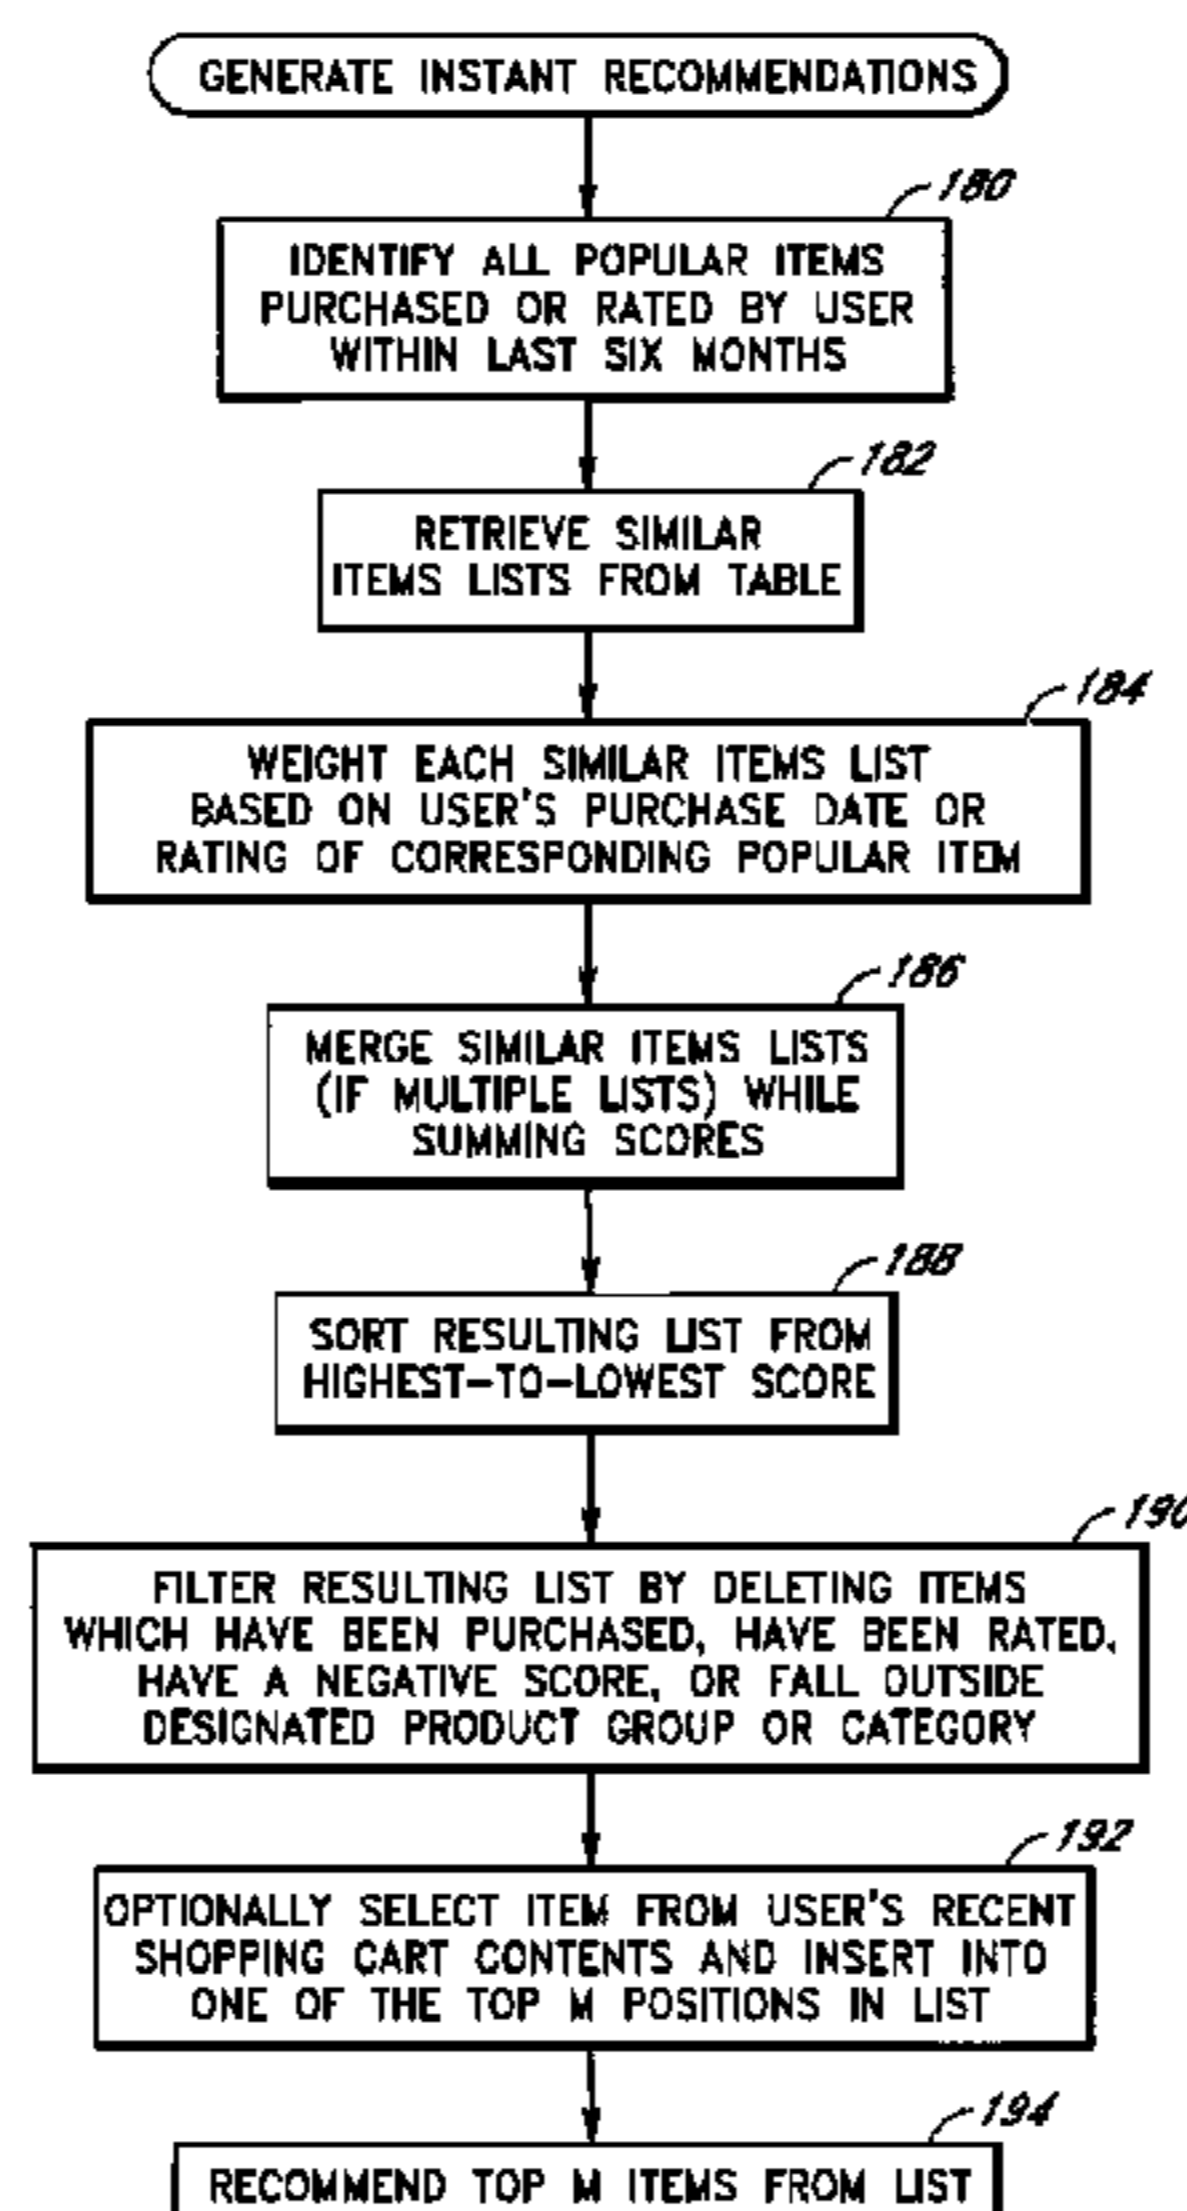 GENERATE INSTANT RECOMMENDATIONS
180
IDENTIFY ALL POPULAR ITEMS
PURCHASED OR RATED BY USER
WITHIN LAST SIX MONTHS
182
RETRIEVE SIMILAR
ITEMS LISTS FROM TABLE
184
WEIGHT EACH SIMILAR ITEMS LIST
BASED ON USER'S PURCHASE DATE OR
RATING OF CORRESPONDING POPULAR ITEM
186
MERGE SIMILAR ITEMS LISTS
(IF MULTIPLE LISTS) WHILE
SUMMING SCORES
188
SORT RESULTING LIST FROM
HIGHEST-TO-LOWEST SCORE
190
FILTER RESULTING LIST BY DELETING ITEMS
WHICH HAVE BEEN PURCHASED, HAVE BEEN RATED,
HAVE A NEGATIVE SCORE, OR FALL OUTSIDE
DESIGNATED PRODUCT GROUP OR CATEGORY
192
OPTIONALLY SELECT ITEM FROM USER'S RECENT
SHOPPING CART CONTENTS AND INSERT INTO
ONE OF THE TOP M POSITIONS IN LIST
194
RECOMMEND TOP M ITEMS FROM LIST